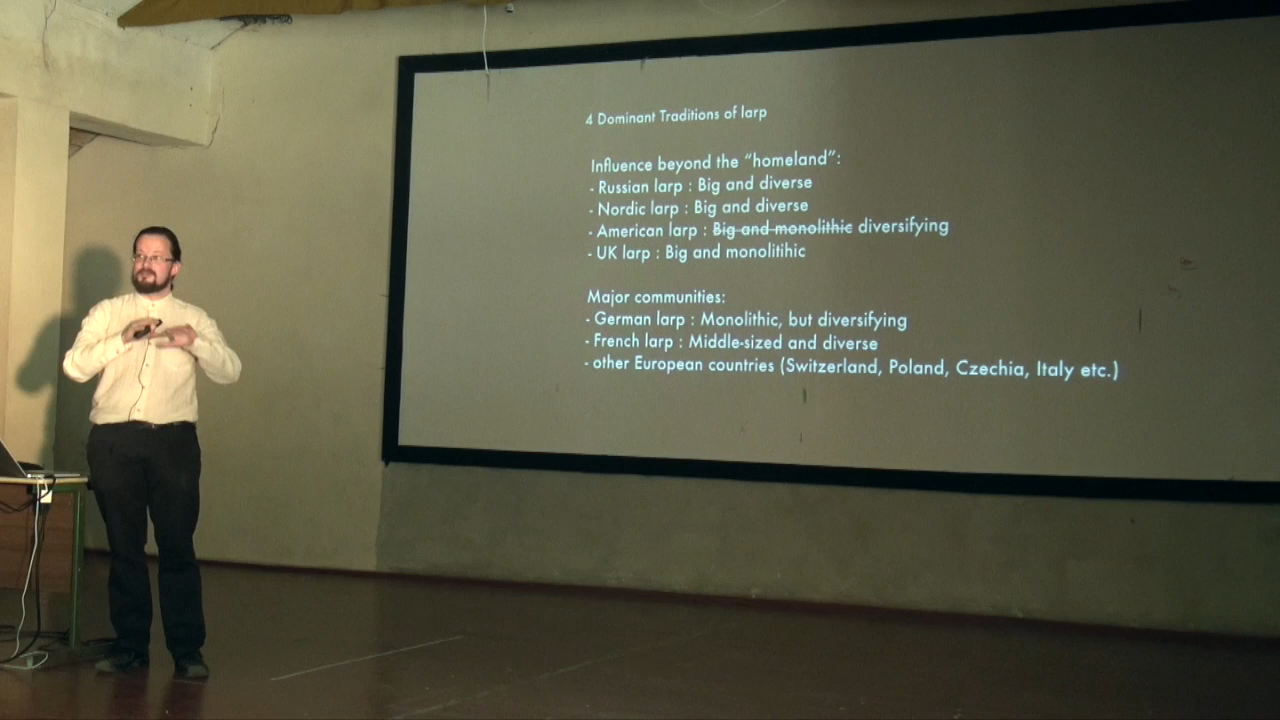 4 Dominant Traditions of larp
Influence beyond the “homeland”:
- Russian larp : Big and diverse
- Nordic larp : Big and diverse
- American larp : Big and monolithic diversifying
- UK larp : Big and monolitihic
Major communities:
- German larp : Monolithic, but diversifying
- French larp : Middle-sized and diverse
- other European countries (Switzerland, Poland, Czechia, Italy etc.)